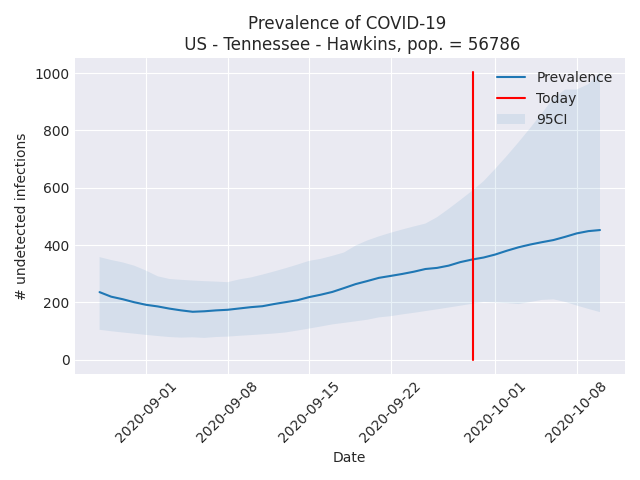 Prevalence of COVID-19
US - Tennessee - Hawkins, pop. = 56786
1000
800
600
400
200
0
# undetected infections
Prevalence
Today
95CI
2020-09-01
2020-09-08
2020-09-15
2020-09-22
2020-10-01
2020-10-08
Date